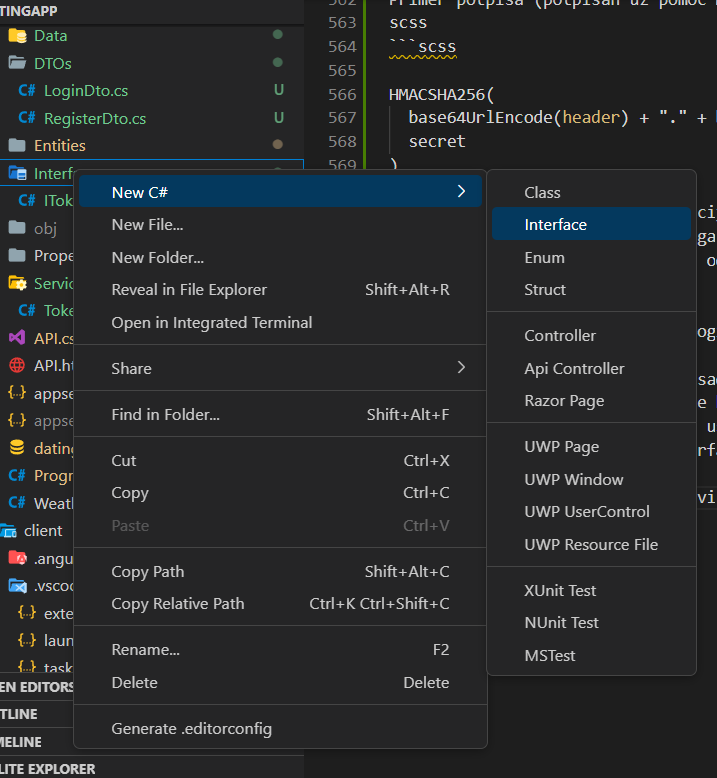 TINGAPP
Data
DTOs
C# LoginDto.cs U
C# RegisterDto.cs U
Entities
Interf
C# IToke
obj
Prope
Servic
C# Toke
API.cs
API.ht
appse
appse
dating
C# Progr
C# Weath
client
.angu
.vscod
exte
laun
task
EN EDITORS
TLINE
MELINE
LITE EXPLORER
562 Primer potpisa (potpisan uz pomoć
563 scss
564 ```scss
565
566 HMACSHA256(
567 base64UrlEncode(header) + "." +
568 secret
569 )
New C#
New File...
New Folder...
Reveal in File Explorer Shift+Alt+R
Open in Integrated Terminal
Share
Find in Folder... Shift+Alt+F
Cut Ctrl+X
Copy Ctrl+C
Paste Ctrl+V
Copy Path Shift+Alt+C
Copy Relative Path Ctrl+K Ctrl+Shift+C
Rename... F2
Delete Delete
Generate .editorconfig
Class
Interface
Enum
Struct
Controller
Api Controller
Razor Page
UWP Page
UWP Window
UWP UserControl
UWP Resource File
XUnit Test
NUnit Test
MSTest